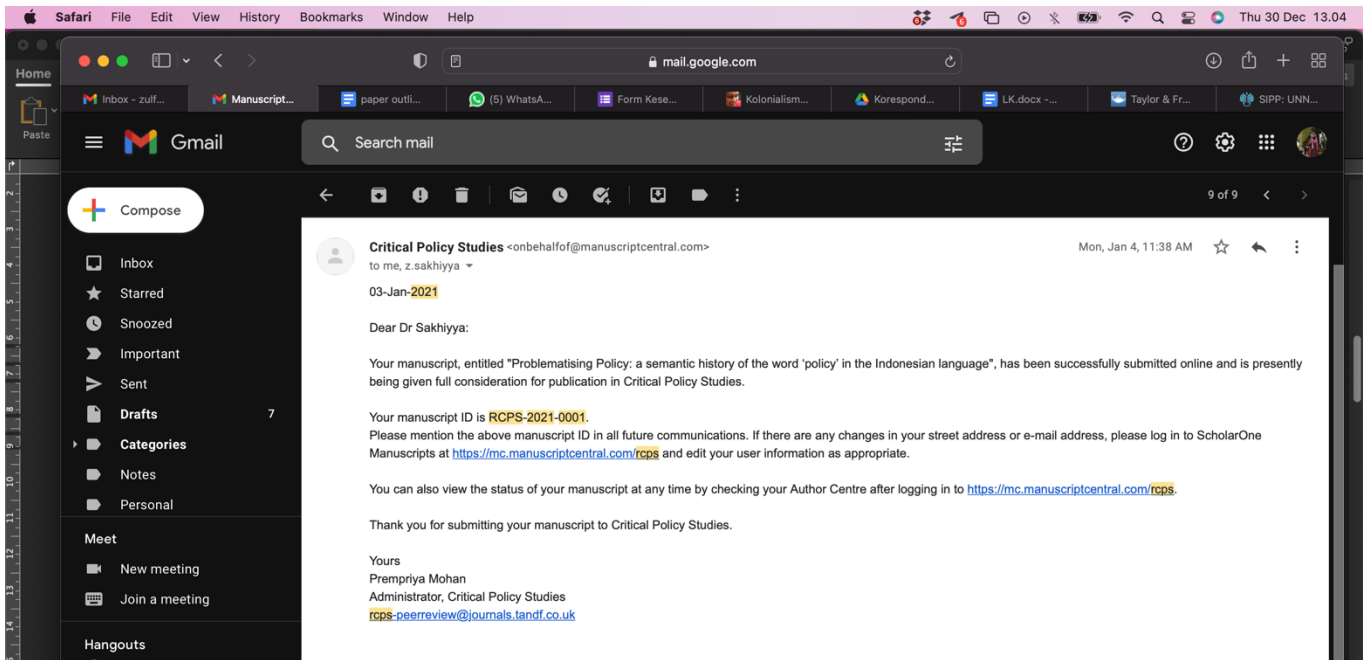 Safari File Edit View History Bookmarks Window Help Thu 30 Dec 13.04
mail.google.com
Home
Inbox - zulf... Manuscript... paper outli... (5) WhatsA... Form Kese... Kolonialism... Korespond... LK.docx -... Taylor & Fr... SIPP: UNN...
Paste
Gmail Search mail
Compose 9 of 9
Inbox
Starred
Snoozed
Important
Sent
Drafts 7
Categories
Notes
Personal
Meet
New meeting
Join a meeting
Hangouts
Critical Policy Studies <onbehalfof@manuscriptcentral.com> Mon, Jan 4, 11:38 AM
to me, z.sakhiyya
03-Jan-2021
Dear Dr Sakhiyya:
Your manuscript, entitled "Problematising Policy: a semantic history of the word 'policy' in the Indonesian language", has been successfully submitted online and is presently
being given full consideration for publication in Critical Policy Studies.
Your manuscript ID is RCPS-2021-0001.
Please mention the above manuscript ID in all future communications. If there are any changes in your street address or e-mail address, please log in to ScholarOne
Manuscripts at https://mc.manuscriptcentral.com/rcps and edit your user information as appropriate.
You can also view the status of your manuscript at any time by checking your Author Centre after logging in to https://mc.manuscriptcentral.com/rcps.
Thank you for submitting your manuscript to Critical Policy Studies.
Yours
Prempriya Mohan
Administrator, Critical Policy Studies
rcps-peerreview@journals.tandf.co.uk